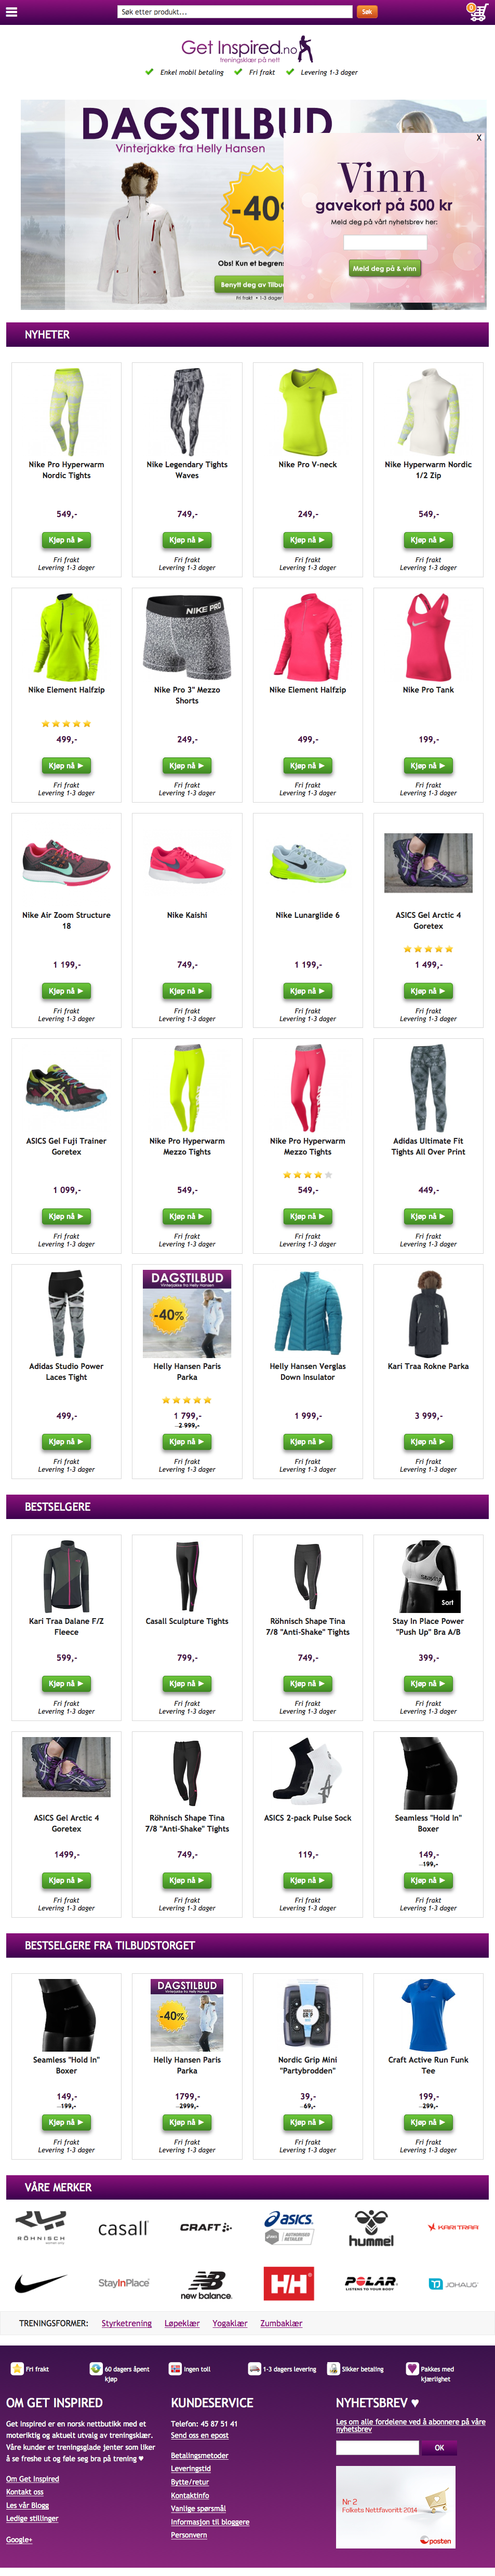 Søk etter produkt...
Søk
0
Get Inspired.no
treningsklær på nett
Enkel mobil betaling Fri frakt Levering 1-3 dager
DAGSTILBUD
Vinterjakke fra Helly Hansen
-40
Obs! Kun et begrens
Benytt deg av Tilbu
Fri frakt • 1-3 dager
X
Vinn
gavekort på 500 kr
Meld deg på vårt nyhetsbrev her:
Meld deg på & vinn
NYHETER
Nike Pro Hyperwarm Nike Legendary Tights Nike Pro V-neck Nike Hyperwarm Nordic
Nordic Tights Waves 1/2 Zip
549,- 749,- 249,- 549,-
Kjøp nå Kjøp nå Kjøp nå Kjøp nå
Fri frakt Fri frakt Fri frakt Fri frakt
Levering 1-3 dager Levering 1-3 dager Levering 1-3 dager Levering 1-3 dager
NIKE PRO
Nike Element Halfzip Nike Pro 3" Mezzo Nike Element Halfzip Nike Pro Tank
Shorts
499,- 249,- 499,- 199,-
Kjøp nå Kjøp nå Kjøp nå Kjøp nå
Fri frakt Fri frakt Fri frakt Fri frakt
Levering 1-3 dager Levering 1-3 dager Levering 1-3 dager Levering 1-3 dager
Nike Air Zoom Structure Nike Kaishi Nike Lunarglide 6 ASICS Gel Arctic 4
18 Goretex
1 199,- 749,- 1 199,- 1 499,-
Kjøp nå Kjøp nå Kjøp nå Kjøp nå
Fri frakt Fri frakt Fri frakt Fri frakt
Levering 1-3 dager Levering 1-3 dager Levering 1-3 dager Levering 1-3 dager
ASICS Gel Fuji Trainer Nike Pro Hyperwarm Nike Pro Hyperwarm Adidas Ultimate Fit
Goretex Mezzo Tights Mezzo Tights Tights All Over Print
1 099,- 549,- 549,- 449,-
Kjøp nå Kjøp nå Kjøp nå Kjøp nå
Fri frakt Fri frakt Fri frakt Fri frakt
Levering 1-3 dager Levering 1-3 dager Levering 1-3 dager Levering 1-3 dager
DAGSTILBUD
Vinterjakke fra Helly Hansen
-40%
Adidas Studio Power Helly Hansen Paris Helly Hansen Verglas Kari Traa Rokne Parka
Laces Tight Parka Down Insulator
499,- 1 799,- 1 999,- 3 999,-
2 999,-
Kjøp nå Kjøp nå Kjøp nå Kjøp nå
Fri frakt Fri frakt Fri frakt Fri frakt
Levering 1-3 dager Levering 1-3 dager Levering 1-3 dager Levering 1-3 dager
BESTSELGERE
Sort
Kari Traa Dalane F/Z Casall Sculpture Tights Röhnisch Shape Tina Stay In Place Power
Fleece 7/8 "Anti-Shake" Tights "Push Up" Bra A/B
599,- 799,- 749,- 399,-
Kjøp nå Kjøp nå Kjøp nå Kjøp nå
Fri frakt Fri frakt Fri frakt Fri frakt
Levering 1-3 dager Levering 1-3 dager Levering 1-3 dager Levering 1-3 dager
ASICS Gel Arctic 4 Röhnisch Shape Tina ASICS 2-pack Pulse Sock Seamless "Hold In"
Goretex 7/8 "Anti-Shake" Tights Boxer
1499,- 749,- 119,- 149,-
199,-
Kjøp nå Kjøp nå Kjøp nå Kjøp nå
Fri frakt Fri frakt Fri frakt Fri frakt
Levering 1-3 dager Levering 1-3 dager Levering 1-3 dager Levering 1-3 dager
BESTSELGERE FRA TILBUDSTORGET
DAGSTILBUD
Vinterjakke fra Helly Hansen
-40%
GRIP
Seamless "Hold In" Helly Hansen Paris Nordic Grip Mini Craft Active Run Funk
Boxer Parka "Partybrodden" Tee
149,- 1799,- 39,- 199,-
199,- 2999,- 69,- 299,-
Kjøp nå Kjøp nå Kjøp nå Kjøp nå
Fri frakt Fri frakt Fri frakt Fri frakt
Levering 1-3 dager Levering 1-3 dager Levering 1-3 dager Levering 1-3 dager
VÅRE MERKER
RÖHNISCH casall CRAFT asics AUTHORIZED RETAILER hummel KARI TRAA
StayInPlace new balance HH POLAR LISTENS TO YOUR BODY JOHAUG
TRENINGSFORMER: Styrketrening Løpeklær Yogaklær Zumbaklær
Fri frakt 60 dagers åpent kjøp Ingen toll 1-3 dagers levering Sikker betaling Pakkes med kjærlighet
OM GET INSPIRED
Get Inspired er en norsk nettbutikk med et
moteriktig og aktuelt utvalg av treningsklær.
Våre kunder er treningsglade jenter som liker
å se freshe ut og føle seg bra på trening ♥
Om Get Inspired
Kontakt oss
Les vår Blogg
Ledige stillinger
Google+
KUNDESERVICE
Telefon: 45 87 51 41
Send oss en epost
Betalingsmetoder
Leveringstid
Bytte/retur
Kontaktinfo
Vanlige spørsmål
Informasjon til bloggere
Personvern
NYHETSBREV ♥
Les om alle fordelene ved å abonnere på våre
nyhetsbrev
OK
Nr 2
Folkets Nettfavoritt 2014
posten